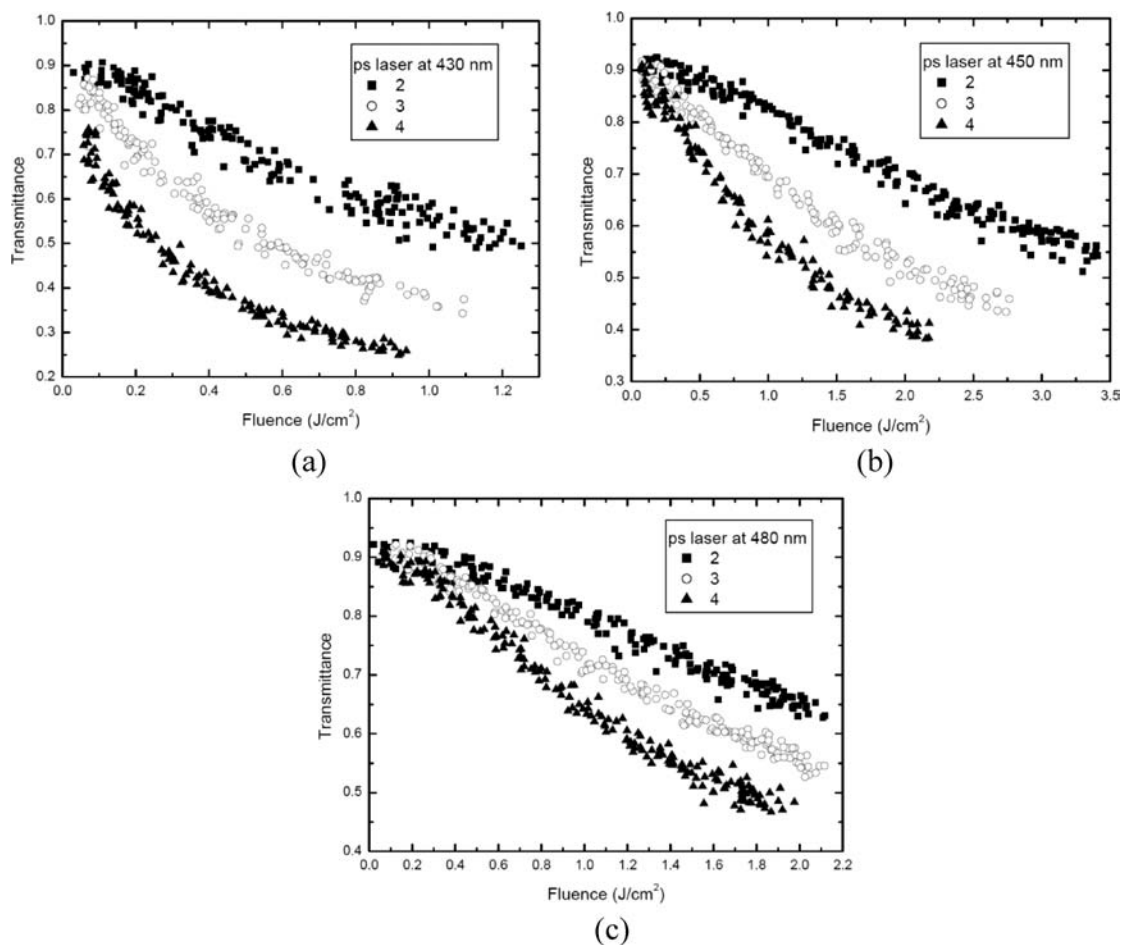 ps laser at 430 nm
2
3
4
Transmittance
1.0
0.9
0.8
0.7
0.6
0.5
0.4
0.3
0.2
0.0 0.2 0.4 0.6 0.8 1.0 1.2
Fluence (J/cm²)
(a)
ps laser at 450 nm
2
3
4
Transmittance
1.0
0.9
0.8
0.7
0.6
0.5
0.4
0.3
0.0 0.5 1.0 1.5 2.0 2.5 3.0 3.5
Fluence (J/cm²)
(b)
ps laser at 480 nm
2
3
4
Transmittance
1.0
0.9
0.8
0.7
0.6
0.5
0.4
0.0 0.2 0.4 0.6 0.8 1.0 1.2 1.4 1.6 1.8 2.0 2.2
Fluence (J/cm²)
(c)